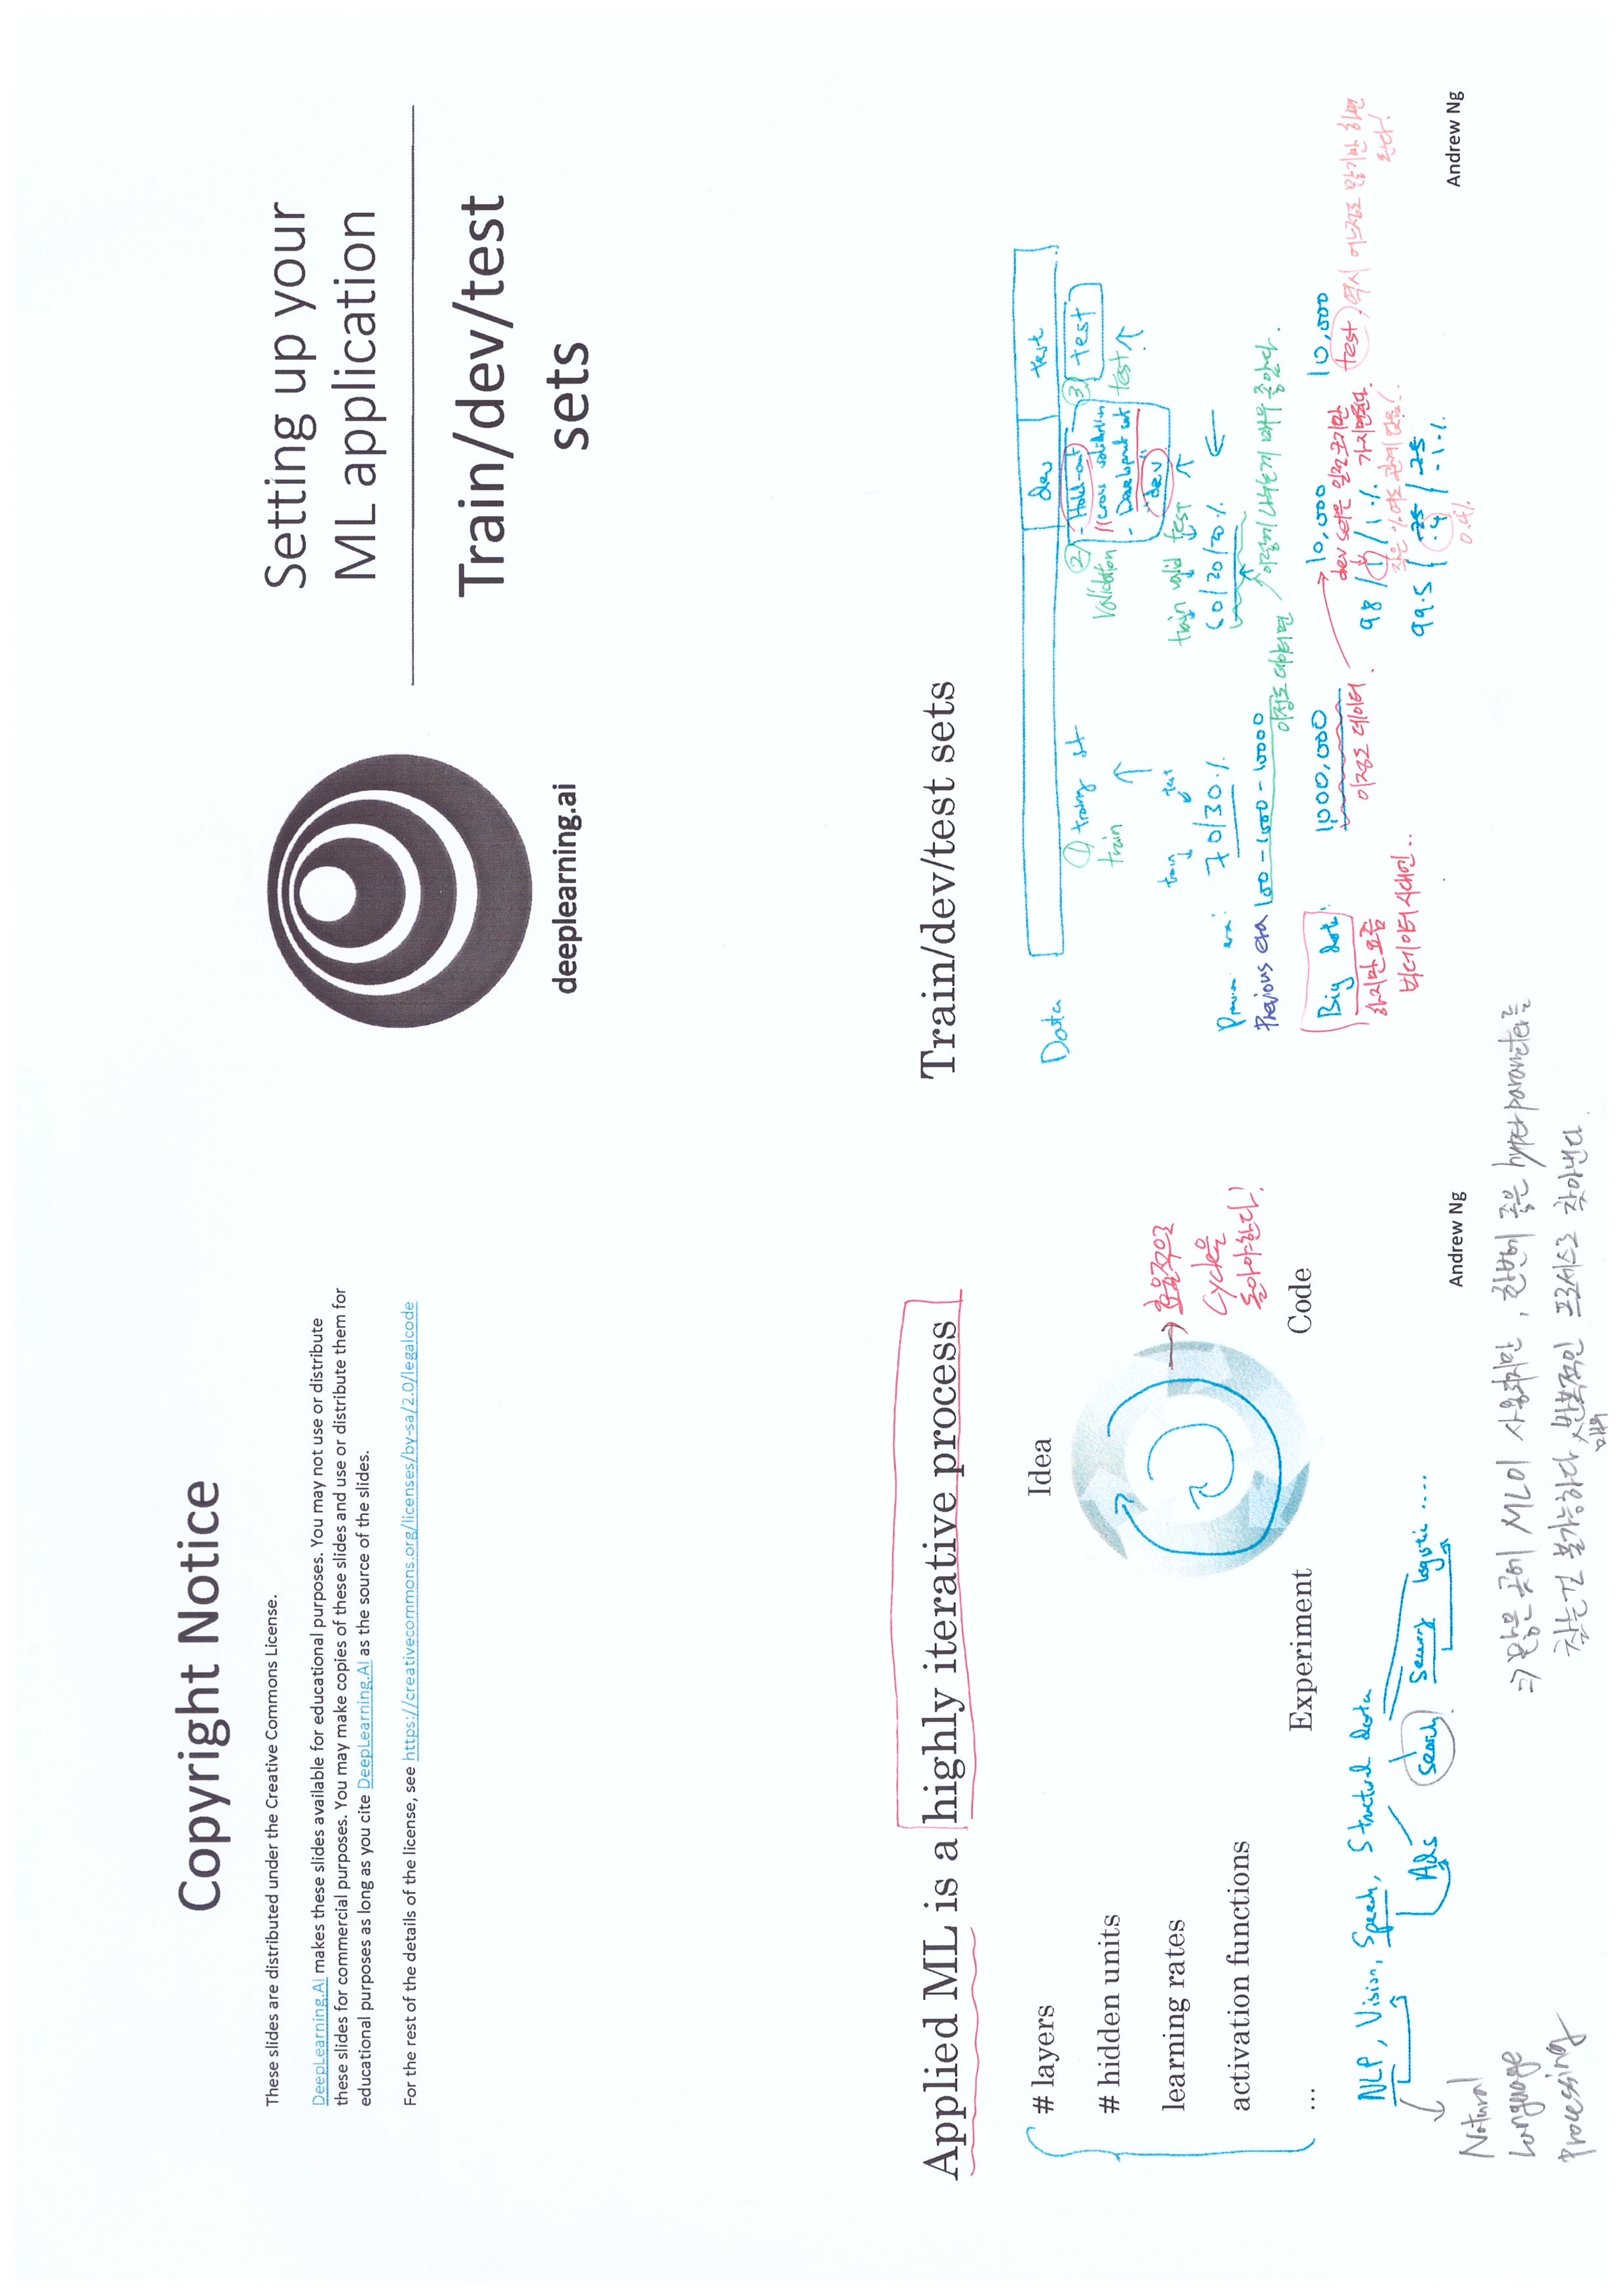 Copyright Notice
These slides are distributed under the Creative Commons License.
DeepLearning.AI makes these slides available for educational purposes. You may not use or distribute
these slides for commercial purposes. You may make copies of these slides and use or distribute them for
educational purposes as long as you cite DeepLearning.AI as the source of the slides.
For the rest of the details of the license, see https://creativecommons.org/licenses/by-sa/2.0/legalcode
deeplearning.ai
Setting up your
ML application
Train/dev/test
sets
Applied ML is a highly iterative process
# layers
# hidden units
learning rates
activation functions
...
Idea
Experiment
Code
→ 효율적으로
Cycle을
돌아야한다!
NLP, Vision, Speech, Structural data
Ads Search Security logistic ....
Natural
Language
Processing
Andrew Ng
⇒ 많은 곳에 ML이 사용되지만, 한번에 좋은 hyperparameter를
찾는건 불가능하다 매우 반복적인 프로세스로 찾아낸다
Train/dev/test sets
Data
dev
test
① training set
train
②
Validation
- Hold-out
cross validation
- Development set
"dev"
③ test
test
train test
70/30%
train valid test
60/20/20%
Previous era:
Previous era 100 - 1000 - 10000
이정도 데이터면
이렇게 나누는게 매우 좋았다.
Big data:
하지만 요즘
빅데이터 시대엔..
1,000,000
이정도 데이터
10,000
dev set은 일정 크기만
가지면된다.
10,000
test, 역시 어느정도 많기만 하면
된다!
98 / 1 / 1%
작은 %여도 관계 없음!
99.5 / .25 / .25
.4 / .1%
0.4%
Andrew Ng